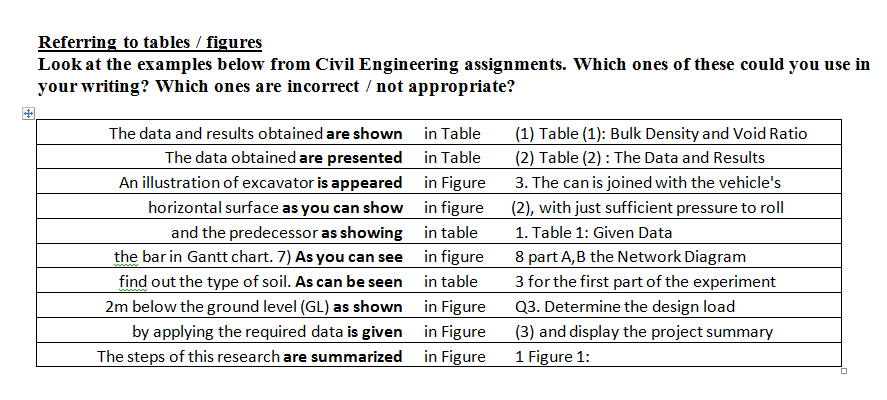 Referring to tables / figures
Look at the examples below from Civil Engineering assignments. Which ones of these could you use in
your writing? Which ones are incorrect / not appropriate?
The data and results obtained are shown in Table (1) Table (1): Bulk Density and Void Ratio
The data obtained are presented in Table (2) Table (2) : The Data and Results
An illustration of excavator is appeared in Figure 3. The can is joined with the vehicle's
horizontal surface as you can show in figure (2), with just sufficient pressure to roll
and the predecessor as showing in table 1. Table 1: Given Data
the bar in Gantt chart. 7) As you can see in figure 8 part A,B the Network Diagram
find out the type of soil. As can be seen in table 3 for the first part of the experiment
2m below the ground level (GL) as shown in Figure Q3. Determine the design load
by applying the required data is given in Figure (3) and display the project summary
The steps of this research are summarized in Figure 1 Figure 1: